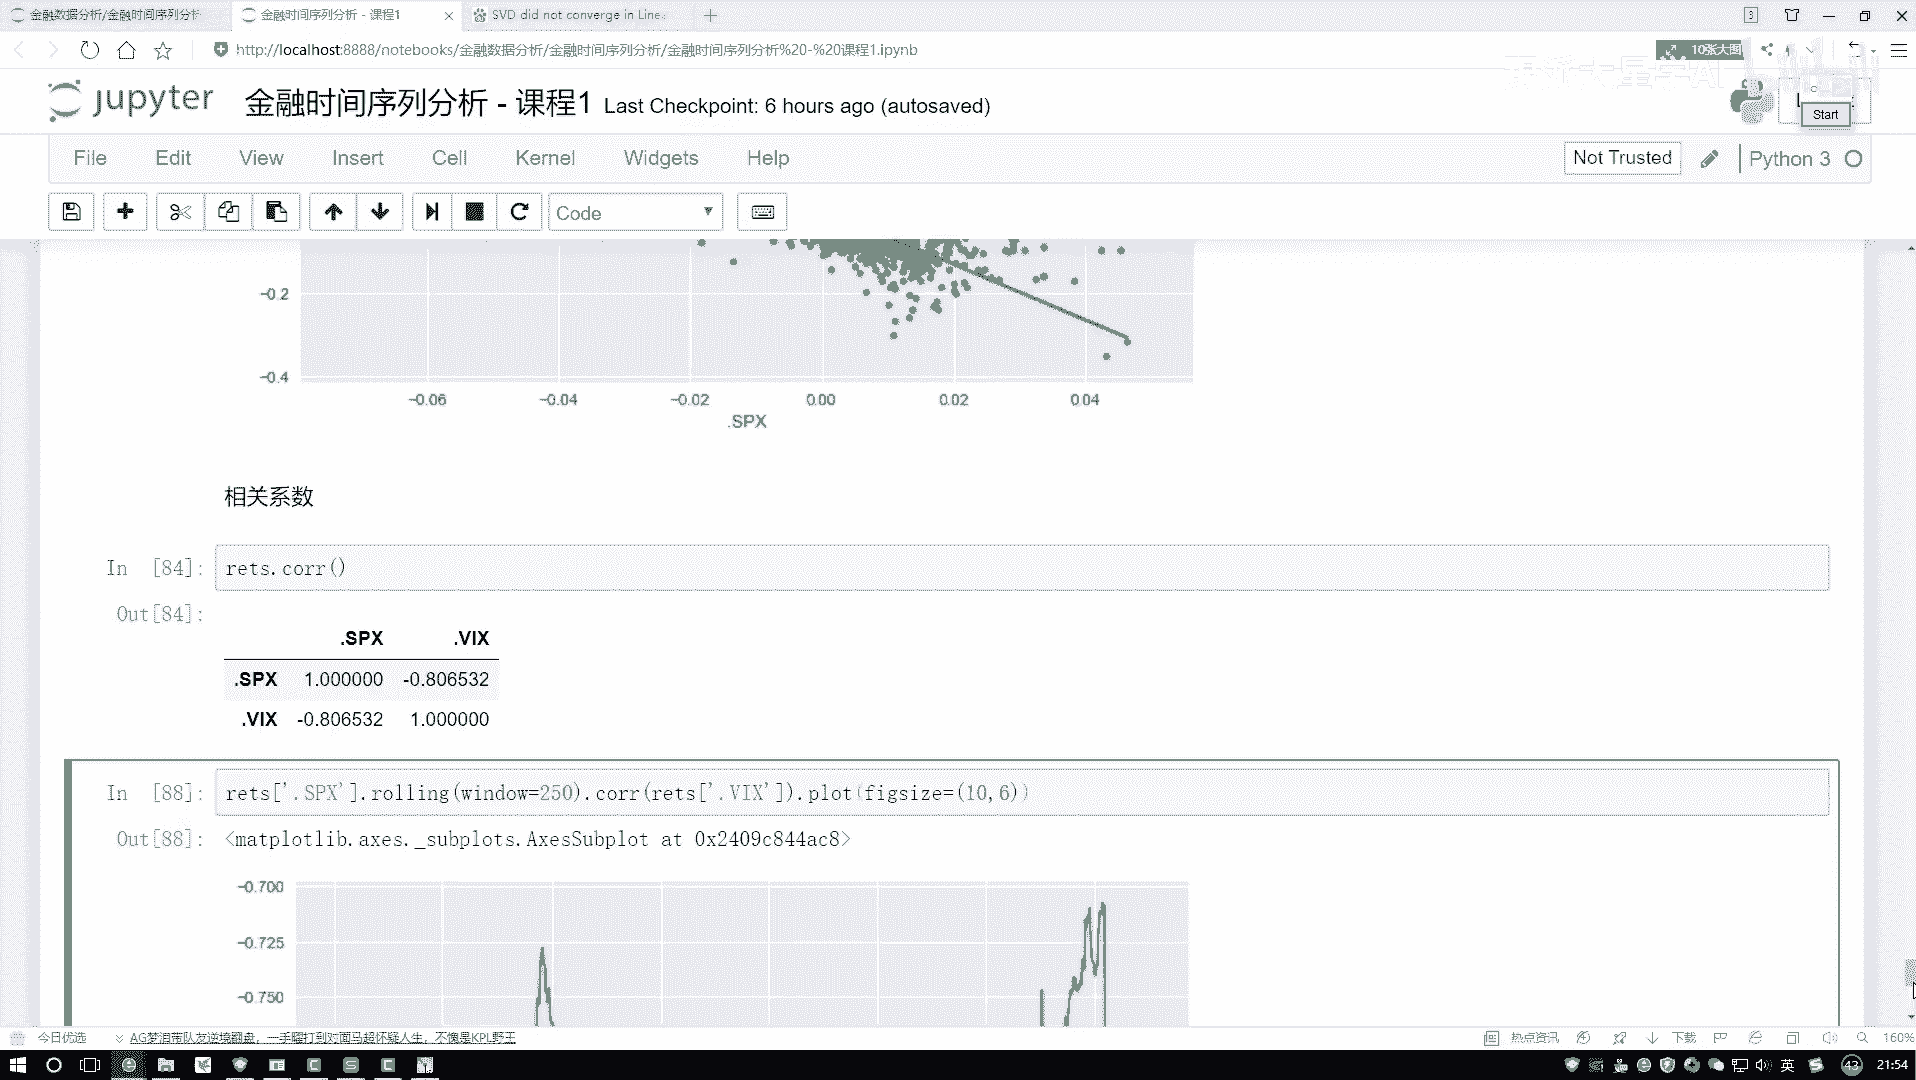 金融数据分析/金融时间序列分析
金融时间序列分析 - 课程1
SVD did not converge in Line
3
http://localhost:8888/notebooks/金融数据分析/金融时间序列分析/金融时间序列分析%20-%20课程1.ipynb
10张大图
jupyter 金融时间序列分析 - 课程1 Last Checkpoint: 6 hours ago (autosaved)
Start
File Edit View Insert Cell Kernel Widgets Help
Not Trusted Python 3
Code
−0.2
−0.4
−0.06 −0.04 −0.02 0.00 0.02 0.04
.SPX
相关系数
In [84]: rets.corr()
Out[84]:
.SPX .VIX
.SPX 1.000000 -0.806532
.VIX -0.806532 1.000000
In [88]: rets['.SPX'].rolling(window=250).corr(rets['.VIX']).plot(figsize=(10,6))
Out[88]: <matplotlib.axes._subplots.AxesSubplot at 0x2409c844ac8>
−0.700
−0.725
−0.750
今日优选 AG梦泪带队友逆境翻盘，一手曜打到对面马超怀疑人生，不愧是KPL野王
热点资讯 下载 160%
英 43 21:54